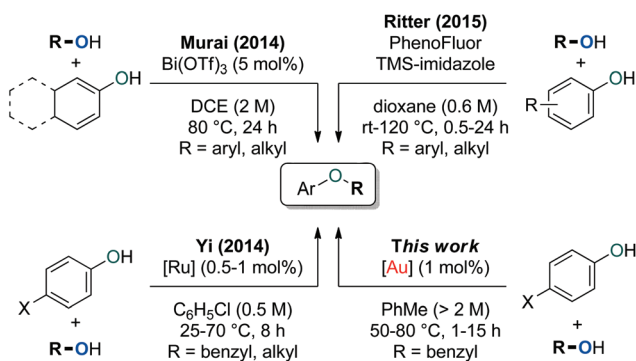 R–OH
+
OH
Murai (2014)
Bi(OTf)3 (5 mol%)
DCE (2 M)
80 °C, 24 h
R = aryl, alkyl
Ritter (2015)
PhenoFluor
TMS-imidazole
dioxane (0.6 M)
rt-120 °C, 0.5-24 h
R = aryl, alkyl
R–OH
+
OH
R
Ar O R
OH
X
+
R–OH
Yi (2014)
[Ru] (0.5-1 mol%)
C6H5Cl (0.5 M)
25-70 °C, 8 h
R = benzyl, alkyl
This work
[Au] (1 mol%)
PhMe (> 2 M)
50-80 °C, 1-15 h
R = benzyl
OH
X
+
R–OH